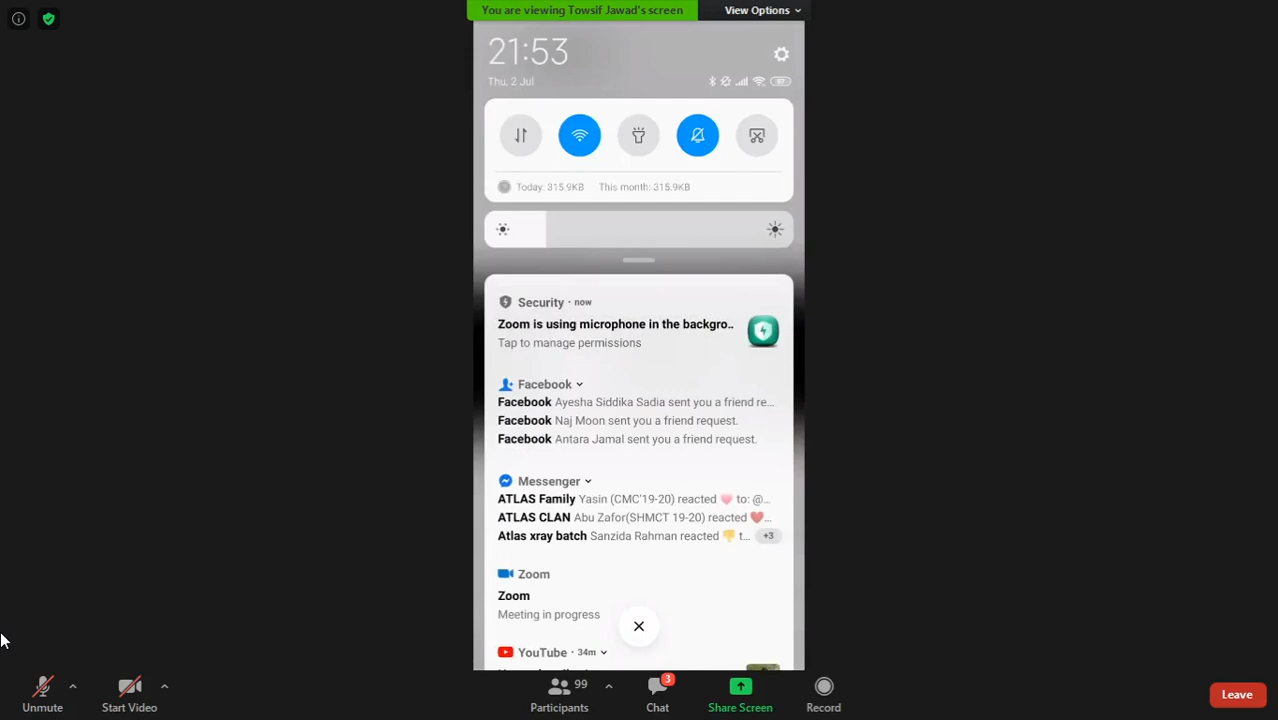 You are viewing Towsif Jawad's screen View Options
21:53
Thu, 2 Jul
Today: 315.9KB This month: 315.9KB
Security · now
Zoom is using microphone in the backgro..
Tap to manage permissions
Facebook
Facebook Ayesha Siddika Sadia sent you a friend re...
Facebook Naj Moon sent you a friend request.
Facebook Antara Jamal sent you a friend request.
Messenger
ATLAS Family Yasin (CMC'19-20) reacted 💗 to: @...
ATLAS CLAN Abu Zafor(SHMCT 19-20) reacted ❤...
Atlas xray batch Sanzida Rahman reacted 👎 t... +3
Zoom
Zoom
Meeting in progress
YouTube · 34m
Unmute Start Video Participants 99 Chat 3 Share Screen Record Leave